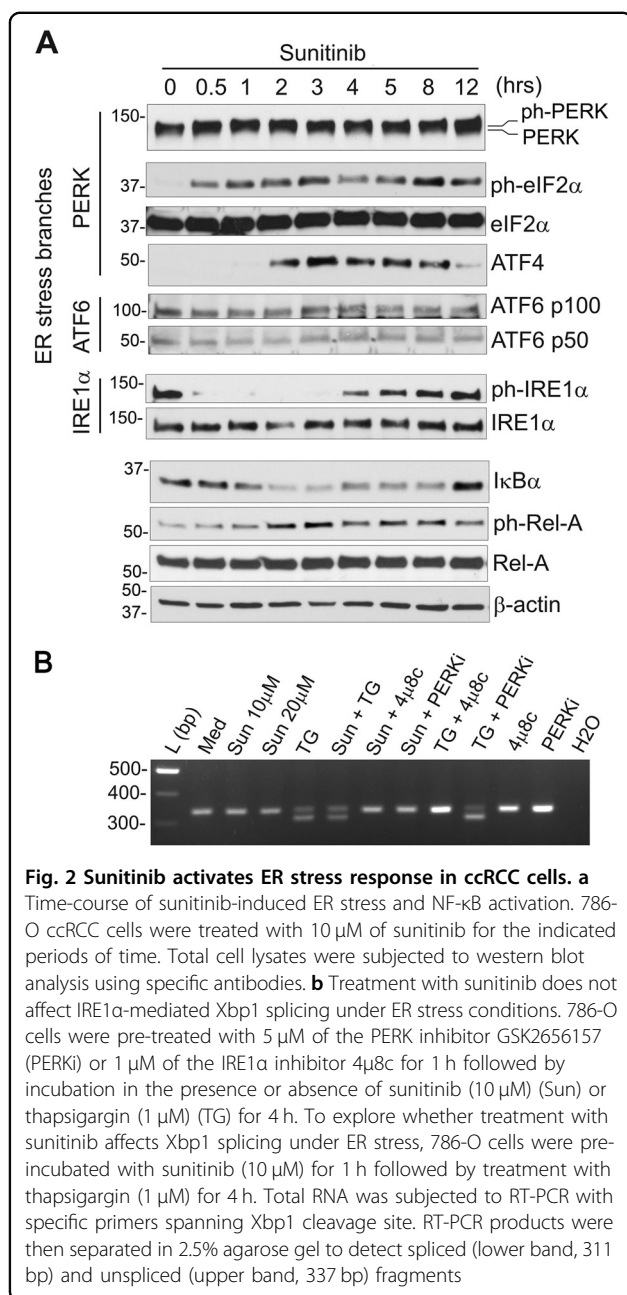 A
Sunitinib
0 0.5 1 2 3 4 5 8 12 (hrs)
ER stress branches
PERK
150-
ph-PERK
PERK
37-
ph-eIF2α
37-
eIF2α
50-
ATF4
ATF6
100-
ATF6 p100
50-
ATF6 p50
IRE1α
150-
ph-IRE1α
150-
IRE1α
37-
IκBα
50-
ph-Rel-A
50-
Rel-A
50-
37-
β-actin
B
L (bp) Med Sun 10µM Sun 20µM TG Sun + TG Sun + 4µ8c Sun + PERKi TG + 4µ8c TG + PERKi 4µ8c PERKi H2O
500-
400-
300-
Fig. 2 Sunitinib activates ER stress response in ccRCC cells. a
Time-course of sunitinib-induced ER stress and NF-κB activation. 786-
O ccRCC cells were treated with 10 µM of sunitinib for the indicated
periods of time. Total cell lysates were subjected to western blot
analysis using specific antibodies. b Treatment with sunitinib does not
affect IRE1α-mediated Xbp1 splicing under ER stress conditions. 786-O
cells were pre-treated with 5 µM of the PERK inhibitor GSK2656157
(PERKi) or 1 µM of the IRE1α inhibitor 4µ8c for 1 h followed by
incubation in the presence or absence of sunitinib (10 µM) (Sun) or
thapsigargin (1 µM) (TG) for 4 h. To explore whether treatment with
sunitinib affects Xbp1 splicing under ER stress, 786-O cells were pre-
incubated with sunitinib (10 µM) for 1 h followed by treatment with
thapsigargin (1 µM) for 4 h. Total RNA was subjected to RT-PCR with
specific primers spanning Xbp1 cleavage site. RT-PCR products were
then separated in 2.5% agarose gel to detect spliced (lower band, 311
bp) and unspliced (upper band, 337 bp) fragments